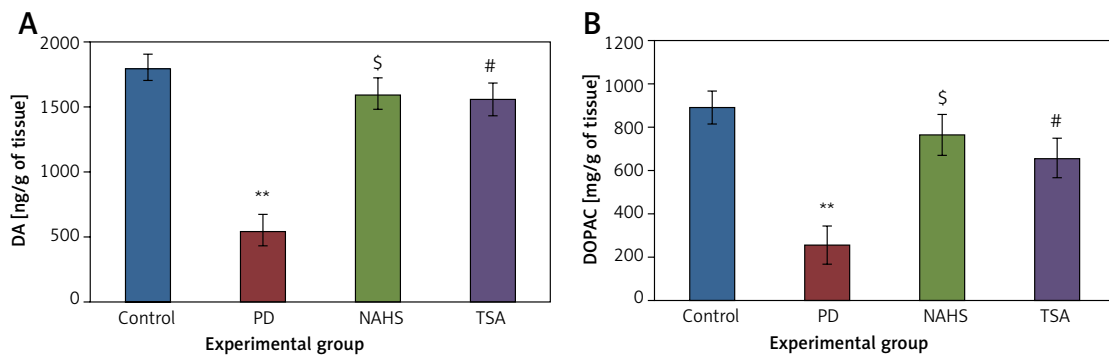 A
DA [ng/g of tissue]
2000
1500
1000
500
0
**
$
#
Control PD NAHS TSA
Experimental group
B
DOPAC [mg/g of tissue]
1200
1000
800
600
400
200
0
**
$
#
Control PD NAHS TSA
Experimental group